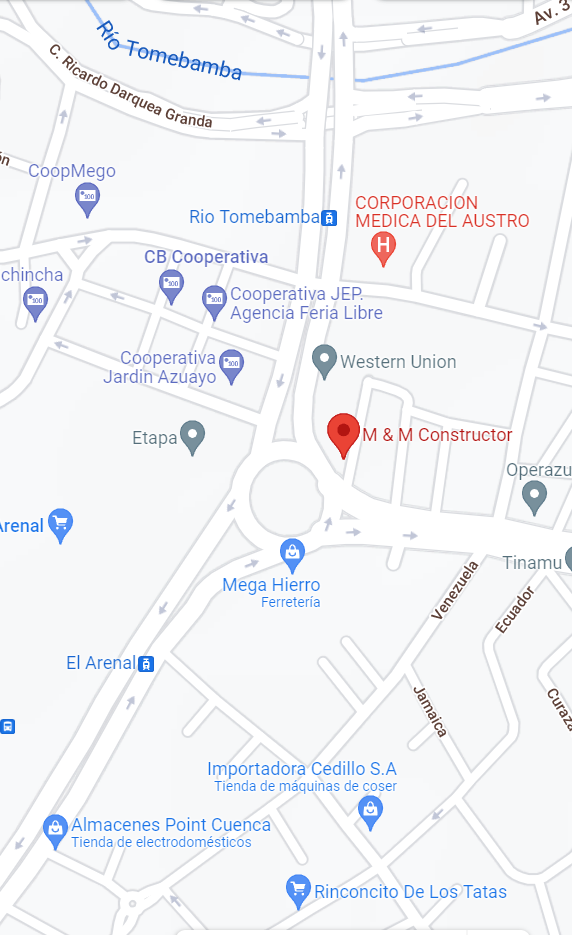 Av. 3
Río Tomebamba
C. Ricardo Darquea Granda
ón
CoopMego
CORPORACION
MEDICA DEL AUSTRO
Rio Tomebamba
H
CB Cooperativa
chincha
Cooperativa JEP.
Agencia Feria Libre
Cooperativa
Jardin Azuayo
Western Union
Etapa
M & M Constructor
Operazu
Arenal
Tinamu
Mega Hierro
Ferretería
Venezuela
Ecuador
El Arenal
Jamaica
Curaza
Importadora Cedillo S.A
Tienda de máquinas de coser
Almacenes Point Cuenca
Tienda de electrodomésticos
Rinconcito De Los Tatas